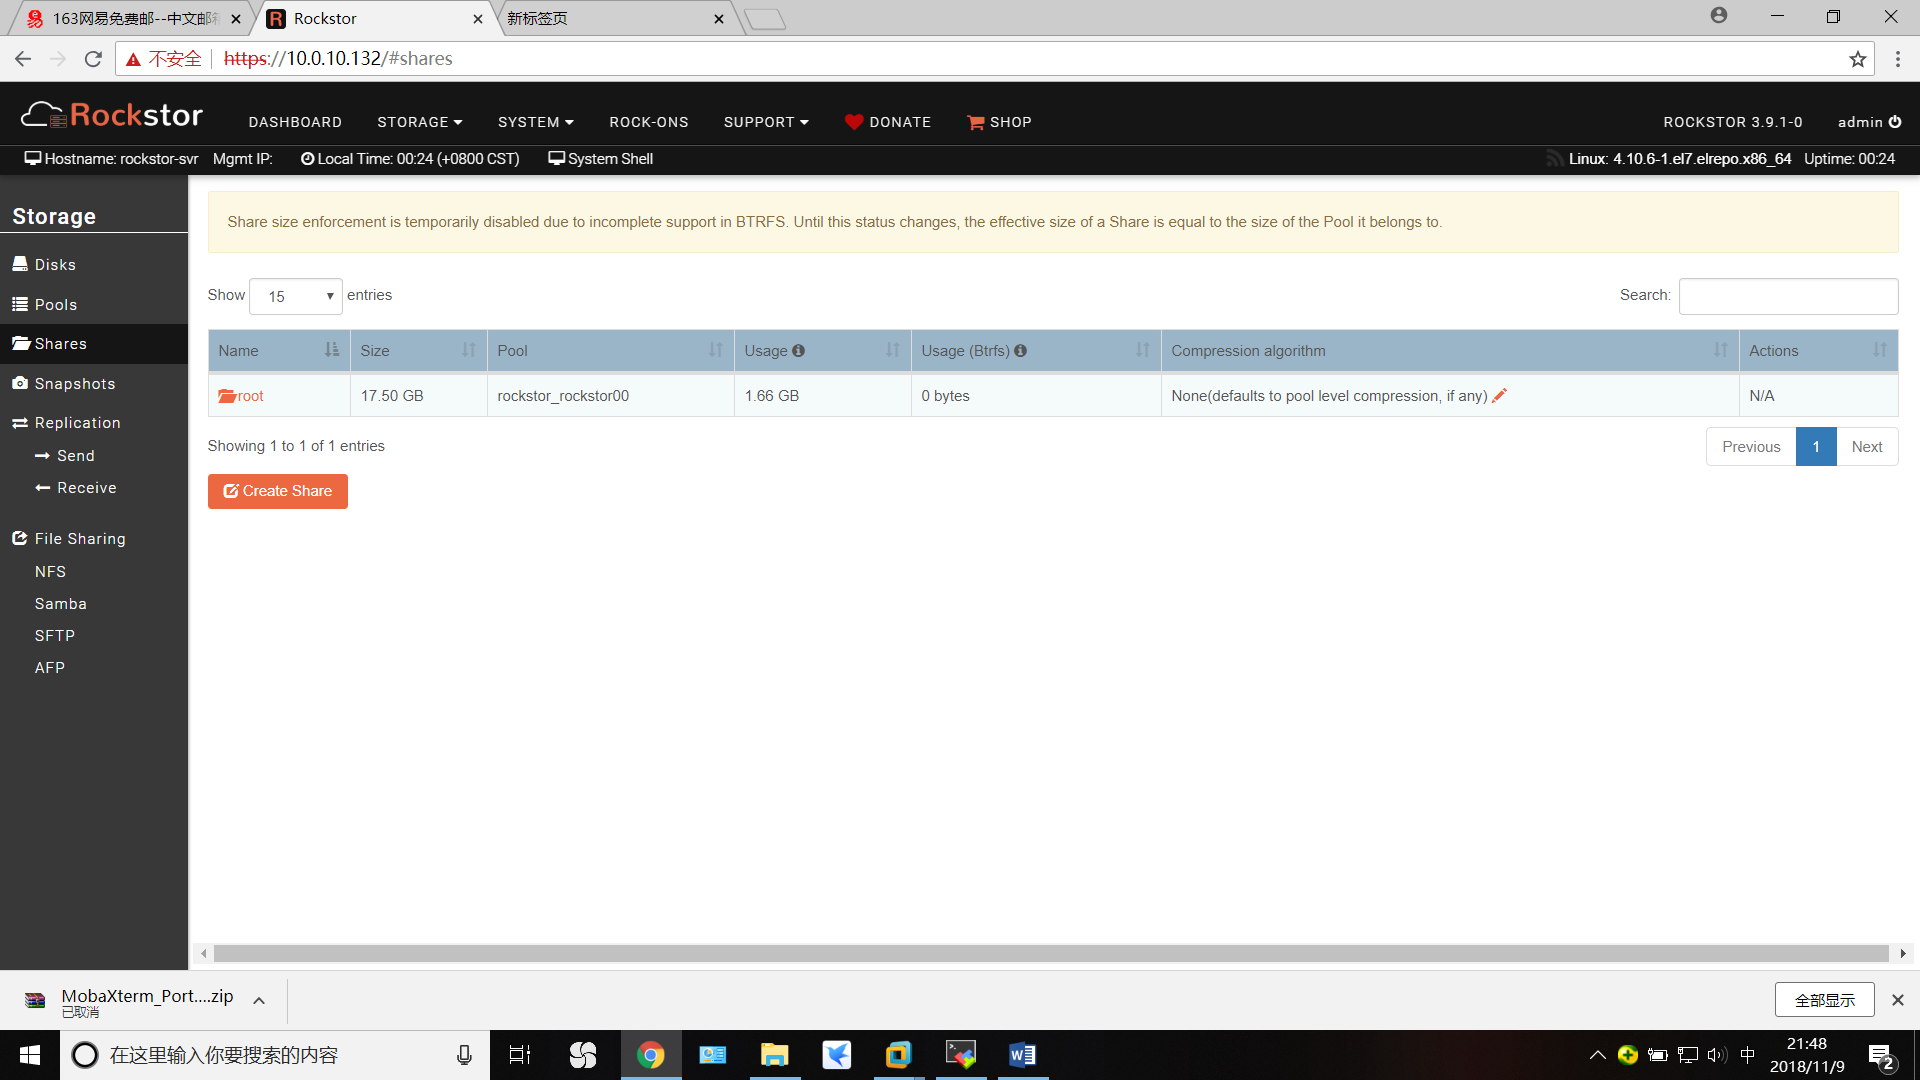 163网易免费邮--中文邮箱
Rockstor
新标签页
不安全 https://10.0.10.132/#shares
Rockstor
DASHBOARD STORAGE SYSTEM ROCK-ONS SUPPORT DONATE SHOP
ROCKSTOR 3.9.1-0 admin
Hostname: rockstor-svr Mgmt IP: Local Time: 00:24 (+0800 CST) System Shell
Linux: 4.10.6-1.el7.elrepo.x86_64 Uptime: 00:24
Storage
Disks
Pools
Shares
Snapshots
Replication
Send
Receive
File Sharing
NFS
Samba
SFTP
AFP
Share size enforcement is temporarily disabled due to incomplete support in BTRFS. Until this status changes, the effective size of a Share is equal to the size of the Pool it belongs to.
Show 15 entries
Search:
Name Size Pool Usage Usage (Btrfs) Compression algorithm Actions
root 17.50 GB rockstor_rockstor00 1.66 GB 0 bytes None(defaults to pool level compression, if any) N/A
Showing 1 to 1 of 1 entries
Previous 1 Next
Create Share
MobaXterm_Port....zip
已取消
全部显示
在这里输入你要搜索的内容
中
21:48
2018/11/9
2